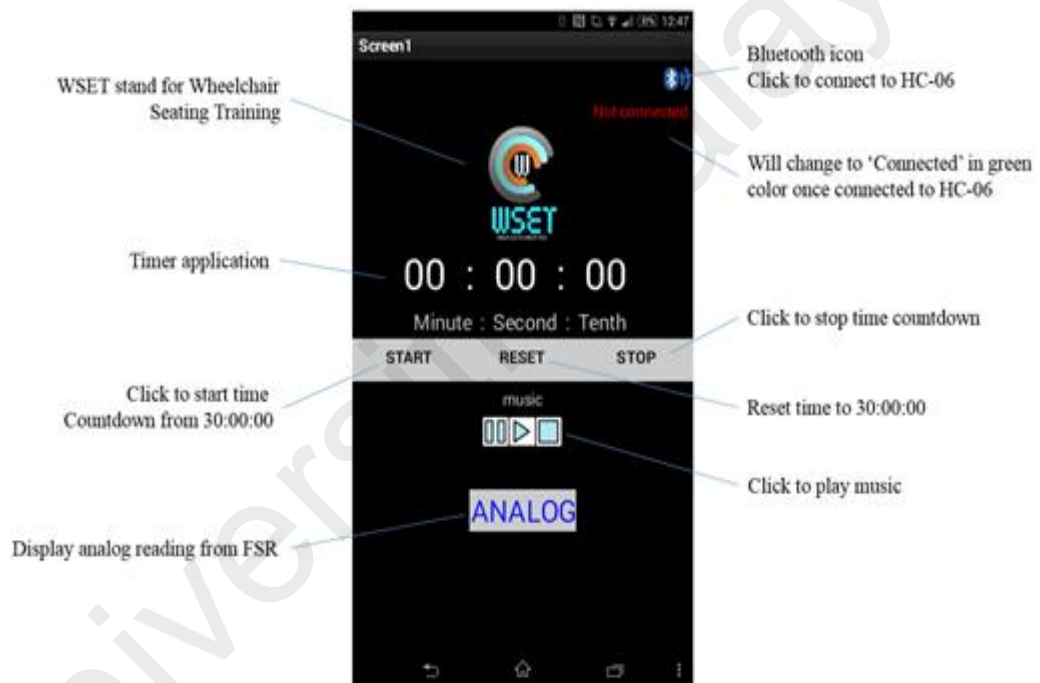 12:47
Screen1
Bluetooth icon
Click to connect to HC-06
WSET stand for Wheelchair
Seating Training
Not connected
Will change to ‘Connected’ in green
color once connected to HC-06
W
WSET
Timer application
00 : 00 : 00
Minute : Second : Tenth
Click to stop time countdown
START RESET STOP
Click to start time
Countdown from 30:00:00
music
Reset time to 30:00:00
Click to play music
ANALOG
Display analog reading from FSR